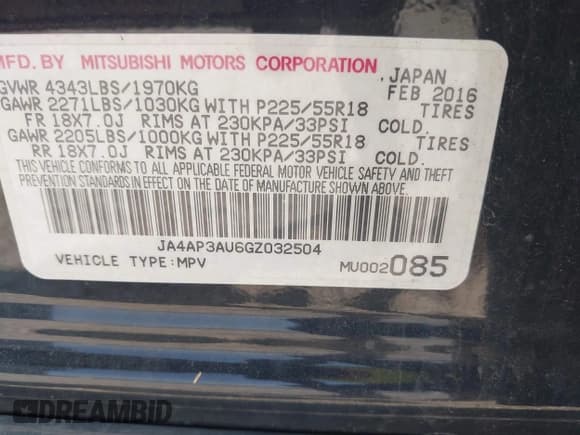 MFD. BY MITSUBISHI MOTORS CORPORATION , JAPAN
GVWR 4343LBS/1970KG FEB 2016
GAWR 2271LBS/1030KG WITH P225/55R18 TIRES
FR 18X7.0J RIMS AT 230KPA/33PSI COLD.
GAWR 2205LBS/1000KG WITH P225/55R18 TIRES
RR 18X7.0J RIMS AT 230KPA/33PSI COLD.
THIS VEHICLE CONFORMS TO ALL APPLICABLE FEDERAL MOTOR VEHICLE SAFETY AND THEFT
PREVENTION STANDARDS IN EFFECT ON THE DATE OF MANUFACTURE SHOWN ABOVE.
JA4AP3AU6GZ032504
VEHICLE TYPE:MPV MU002085
DREAMBID